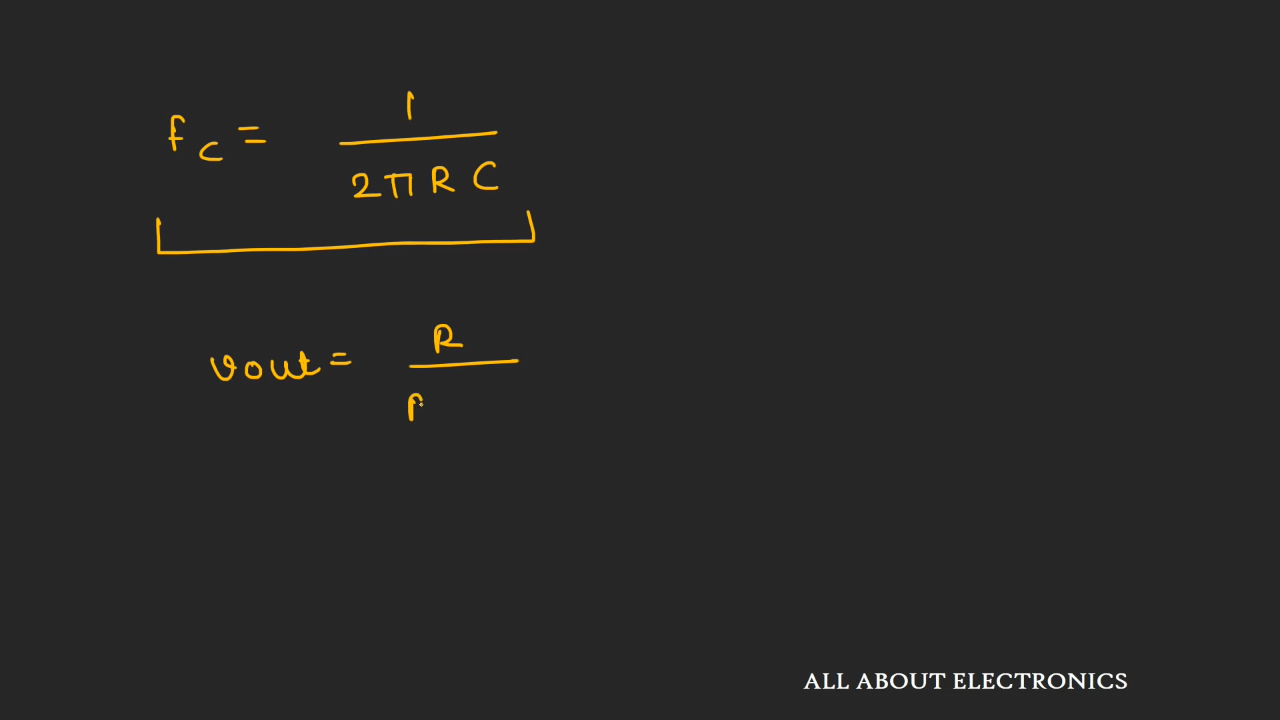 fc = 1 / 2πRC
vout = R /
ALL ABOUT ELECTRONICS